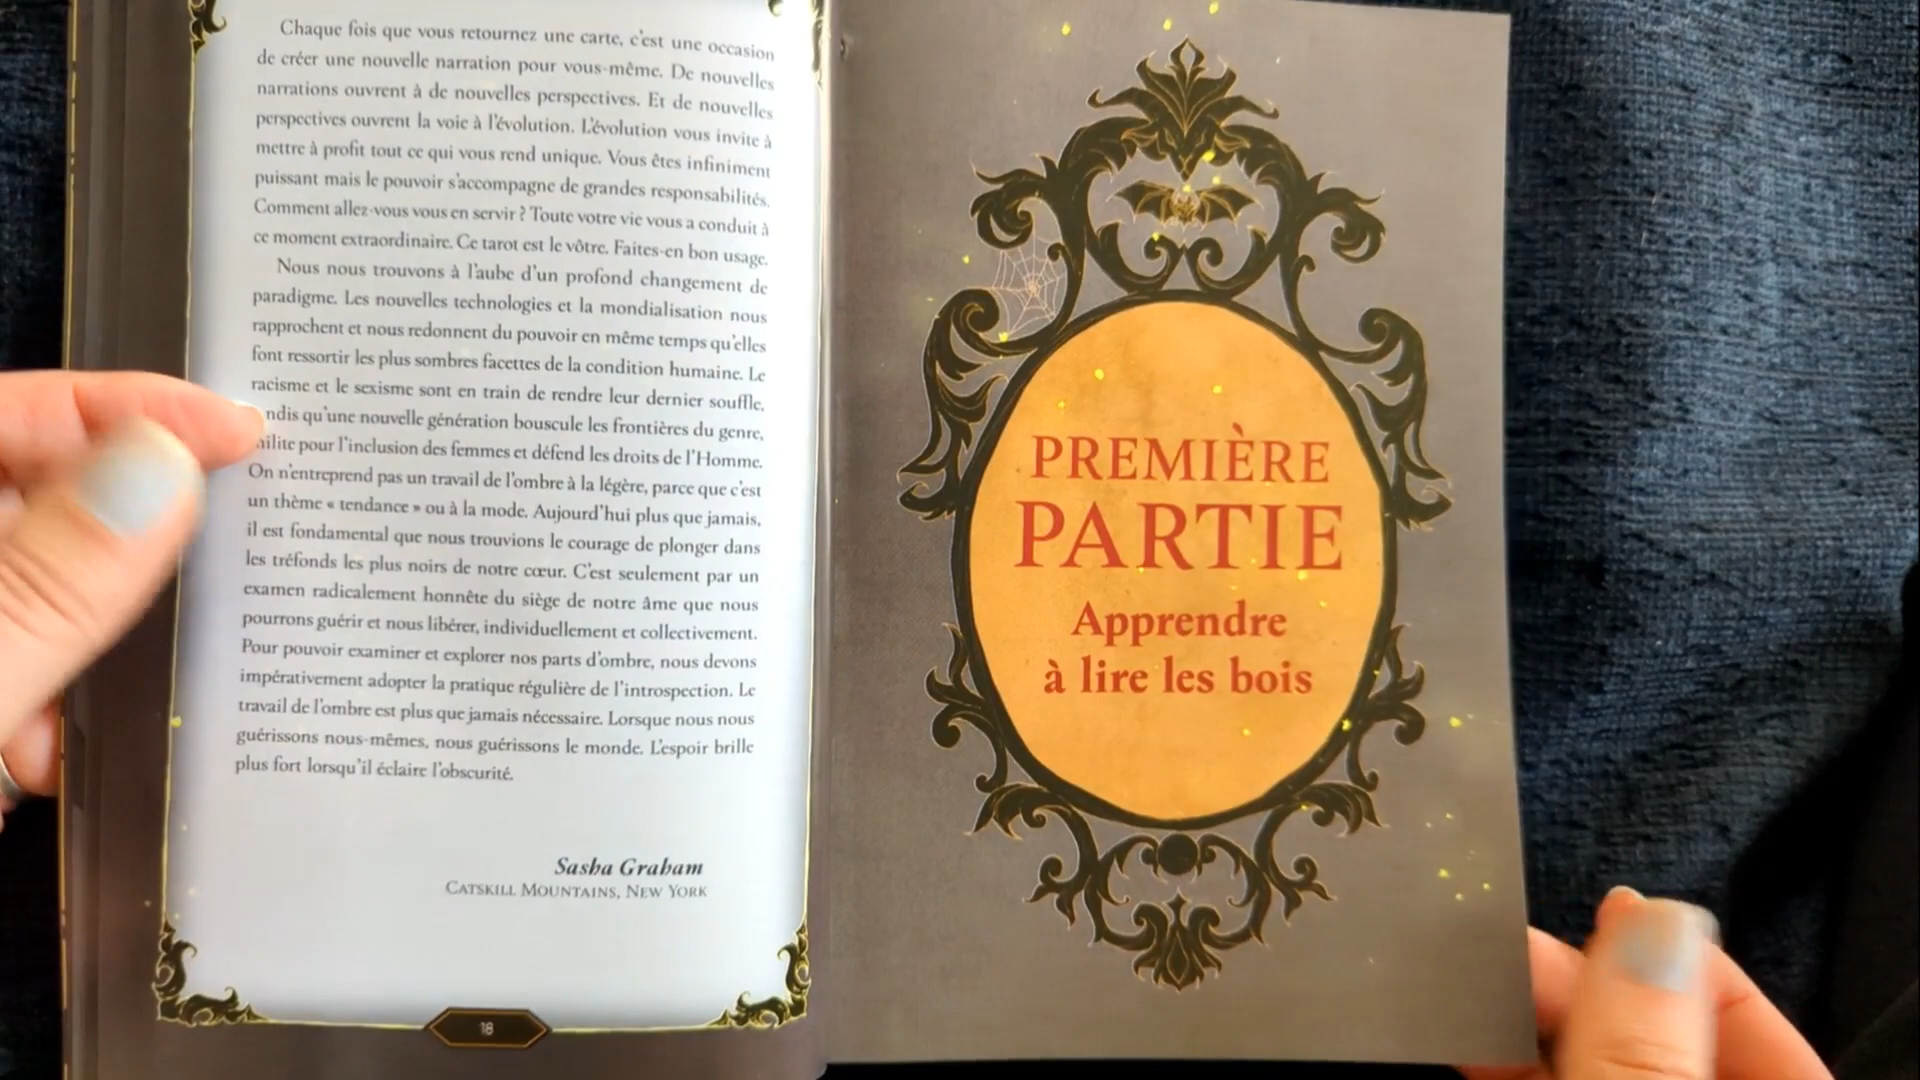 Chaque fois que vous retournez une carte, c'est une occasion
de créer une nouvelle narration pour vous-même. De nouvelles
narrations ouvrent à de nouvelles perspectives. Et de nouvelles
perspectives ouvrent la voie à l'évolution. L'évolution vous invite à
mettre à profit tout ce qui vous rend unique. Vous êtes infiniment
puissant mais le pouvoir s'accompagne de grandes responsabilités.
Comment allez-vous vous en servir ? Toute votre vie vous a conduit à
ce moment extraordinaire. Ce tarot est le vôtre. Faites-en bon usage.
Nous nous trouvons à l'aube d'un profond changement de
paradigme. Les nouvelles technologies et la mondialisation nous
rapprochent et nous redonnent du pouvoir en même temps qu'elles
font ressortir les plus sombres facettes de la condition humaine. Le
racisme et le sexisme sont en train de rendre leur dernier souffle,
ndis qu'une nouvelle génération bouscule les frontières du genre,
milite pour l'inclusion des femmes et défend les droits de l'Homme.
On n'entreprend pas un travail de l'ombre à la légère, parce que c'est
un thème « tendance » ou à la mode. Aujourd'hui plus que jamais,
il est fondamental que nous trouvions le courage de plonger dans
les tréfonds les plus noirs de notre cœur. C'est seulement par un
examen radicalement honnête du siège de notre âme que nous
pourrons guérir et nous libérer, individuellement et collectivement.
Pour pouvoir examiner et explorer nos parts d'ombre, nous devons
impérativement adopter la pratique régulière de l'introspection. Le
travail de l'ombre est plus que jamais nécessaire. Lorsque nous nous
guérissons nous-mêmes, nous guérissons le monde. L'espoir brille
plus fort lorsqu'il éclaire l'obscurité.
Sasha Graham
Catskill Mountains, New York
18
PREMIÈRE
PARTIE
Apprendre
à lire les bois